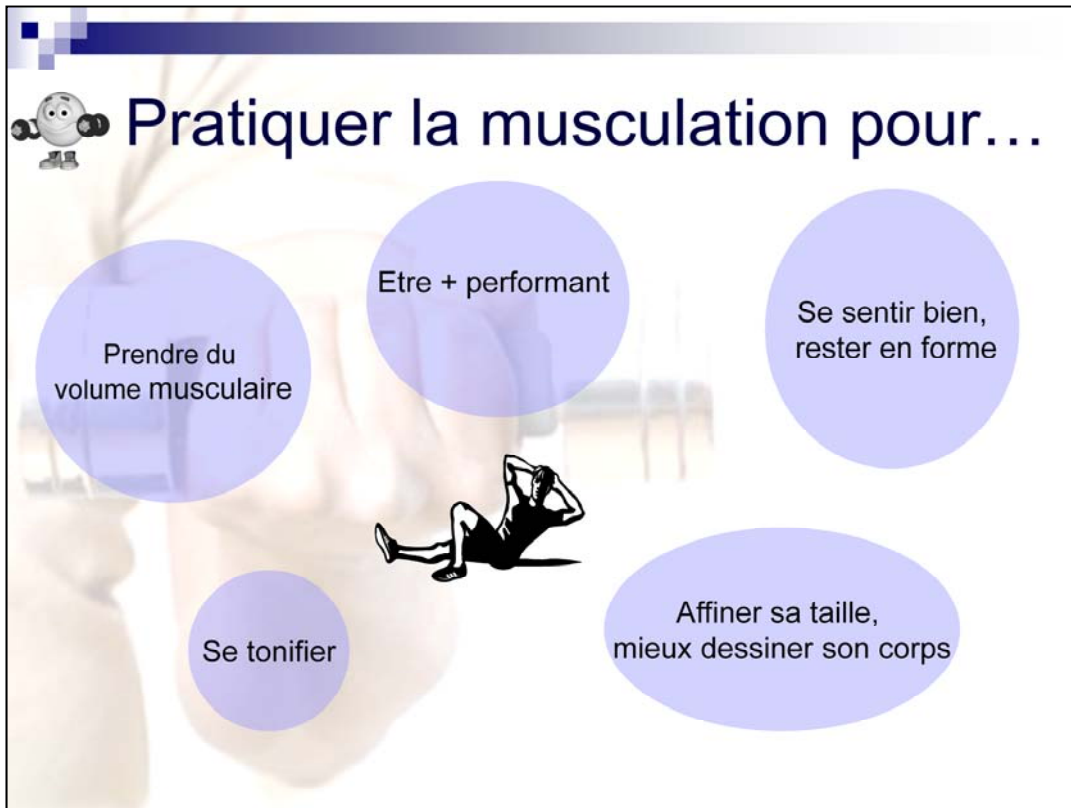 Pratiquer la musculation pour…
Etre + performant
Prendre du
volume musculaire
Se sentir bien,
rester en forme
Se tonifier
Affiner sa taille,
mieux dessiner son corps